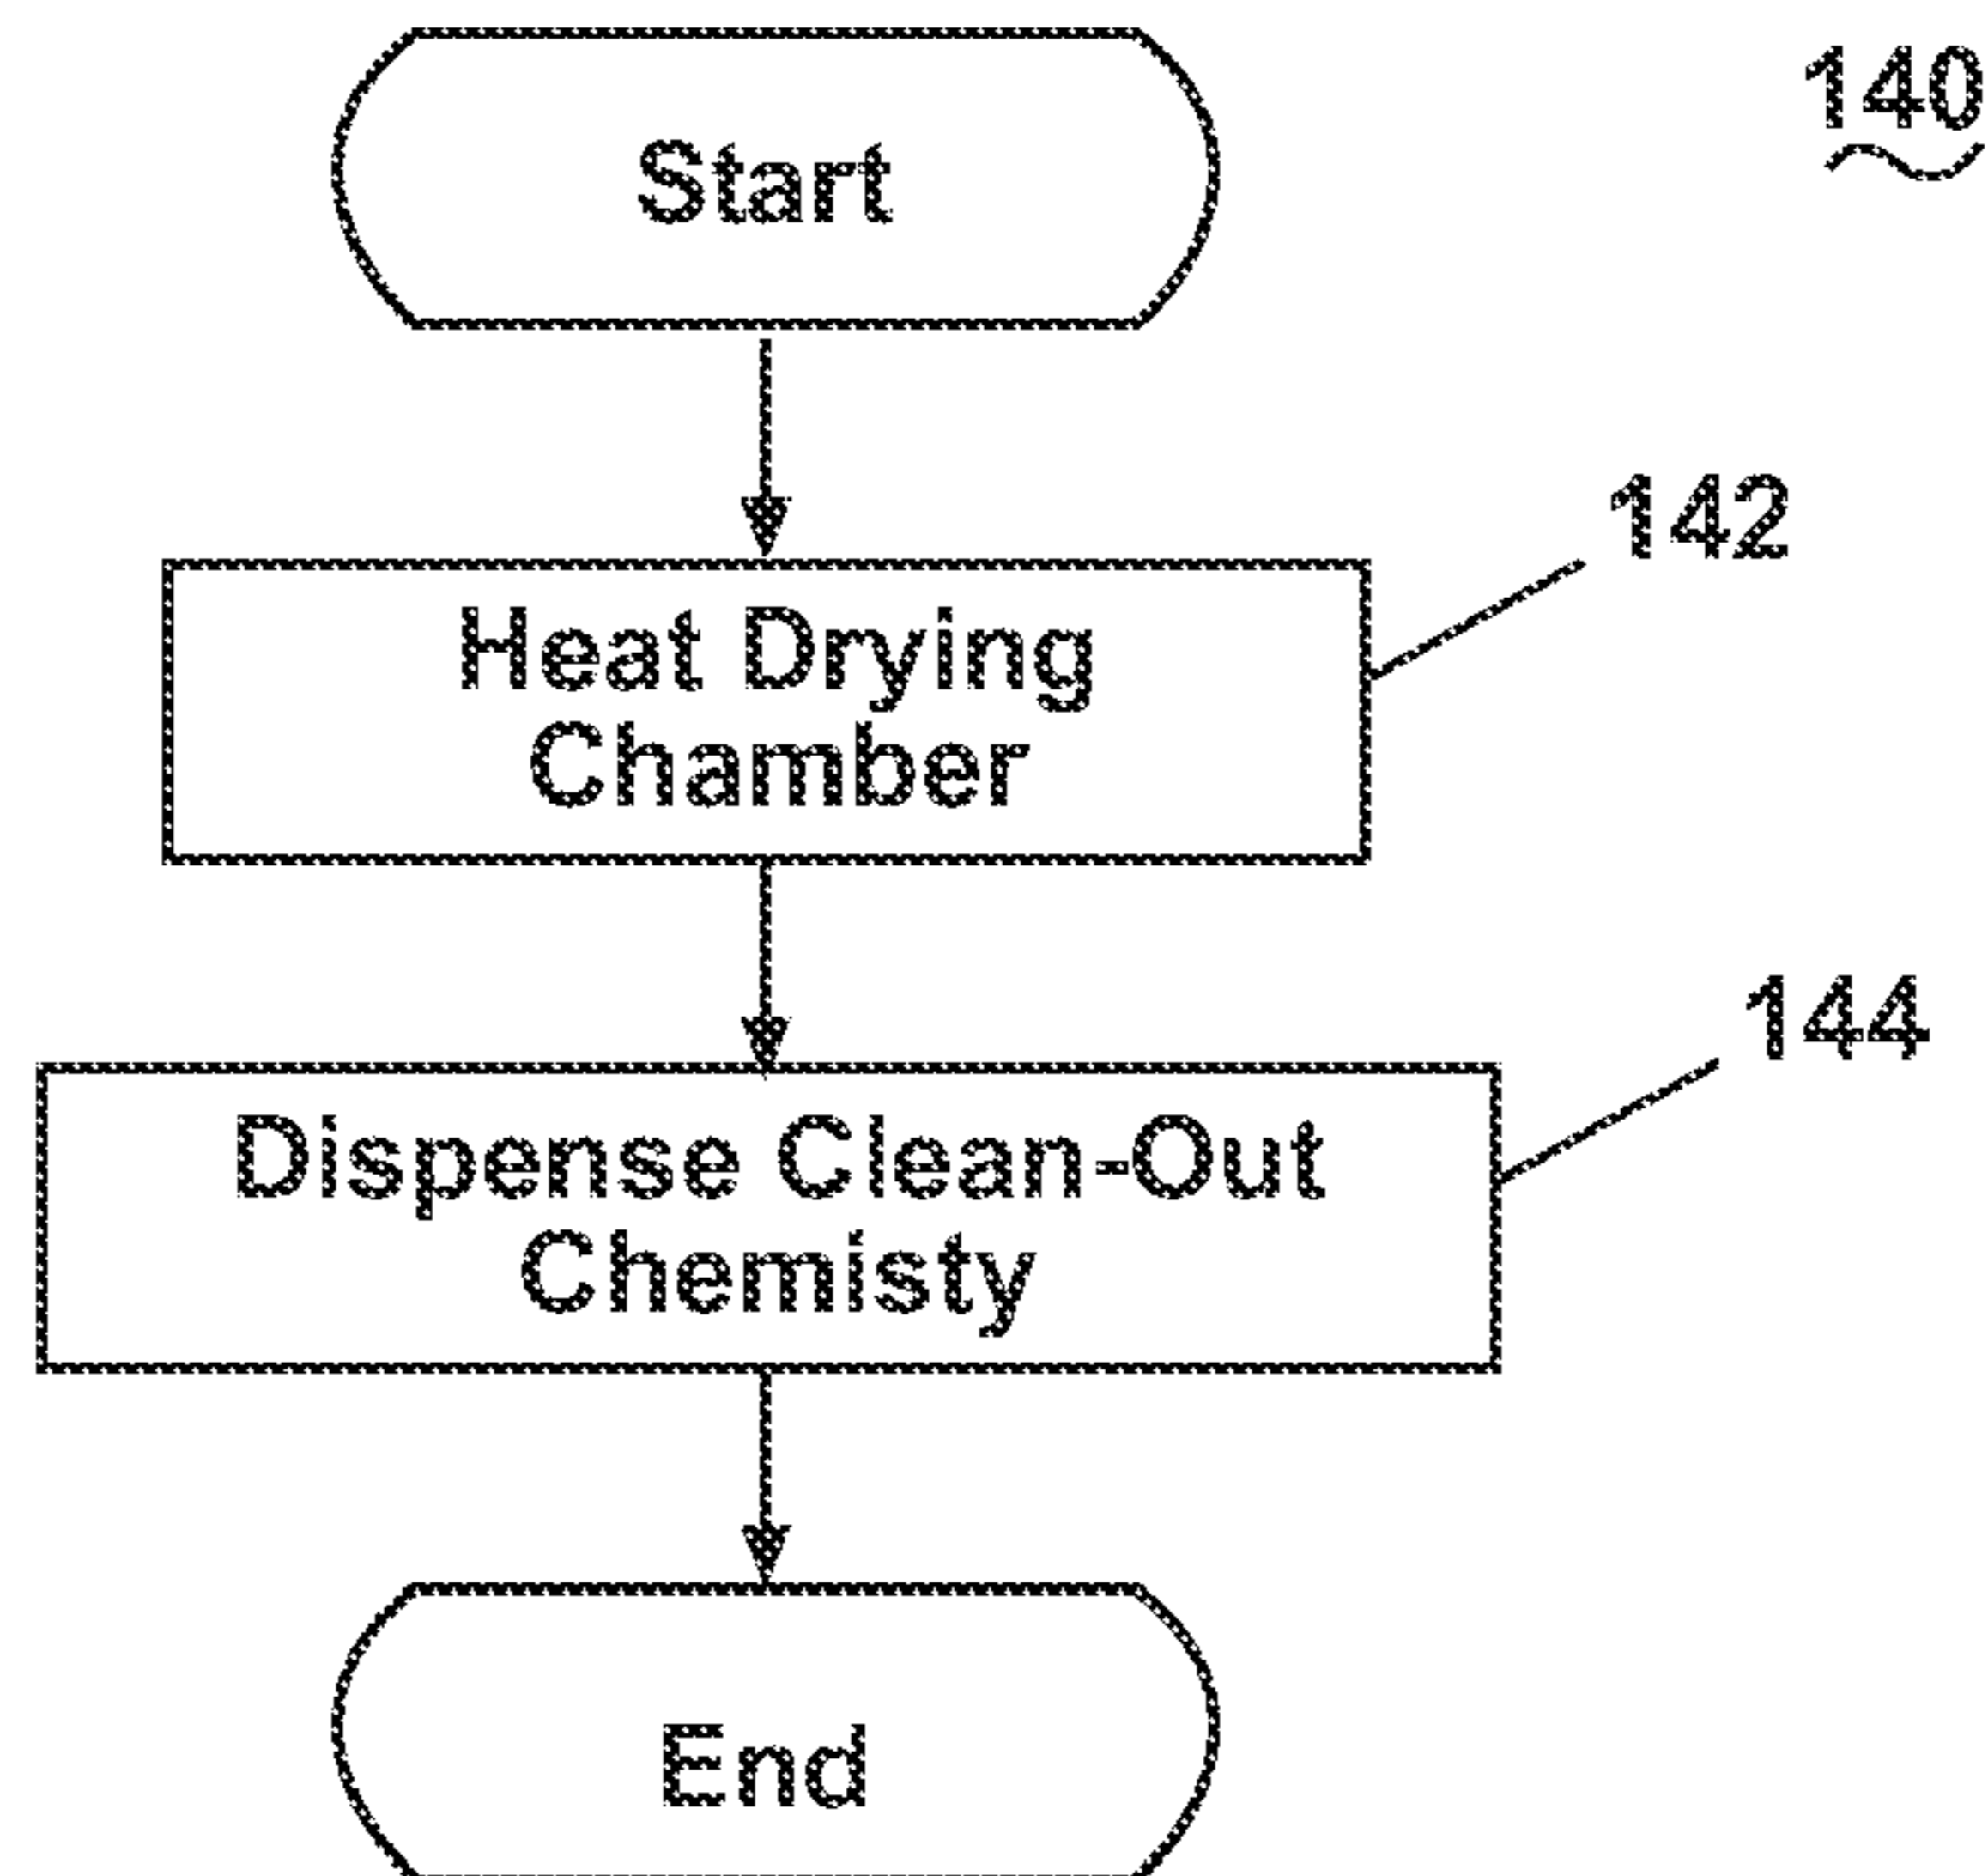 Start
140
142
Heat Drying
Chamber
144
Dispense Clean-Out
Chemisty
End